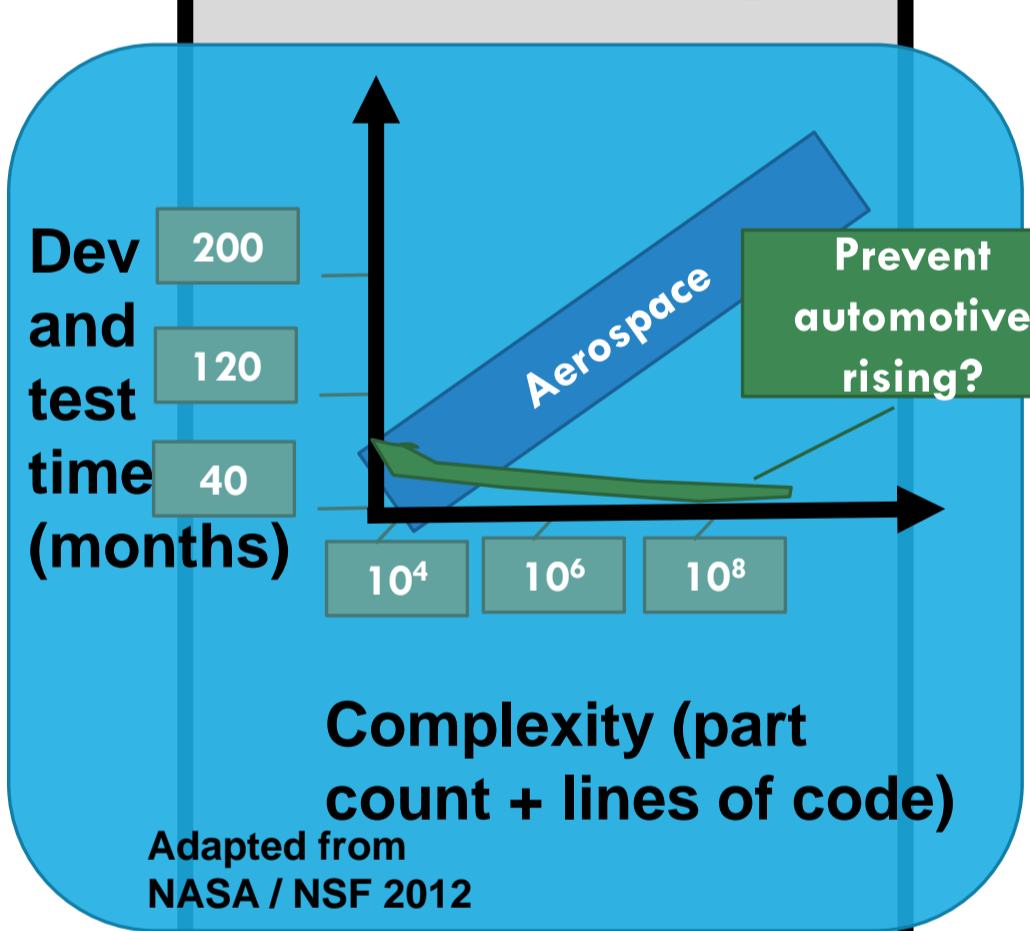 Dev
and
test
time
(months)
200
120
40
Aerospace
Prevent
automotive
rising?
10⁴
10⁶
10⁸
Complexity (part
count + lines of code)
Adapted from
NASA / NSF 2012